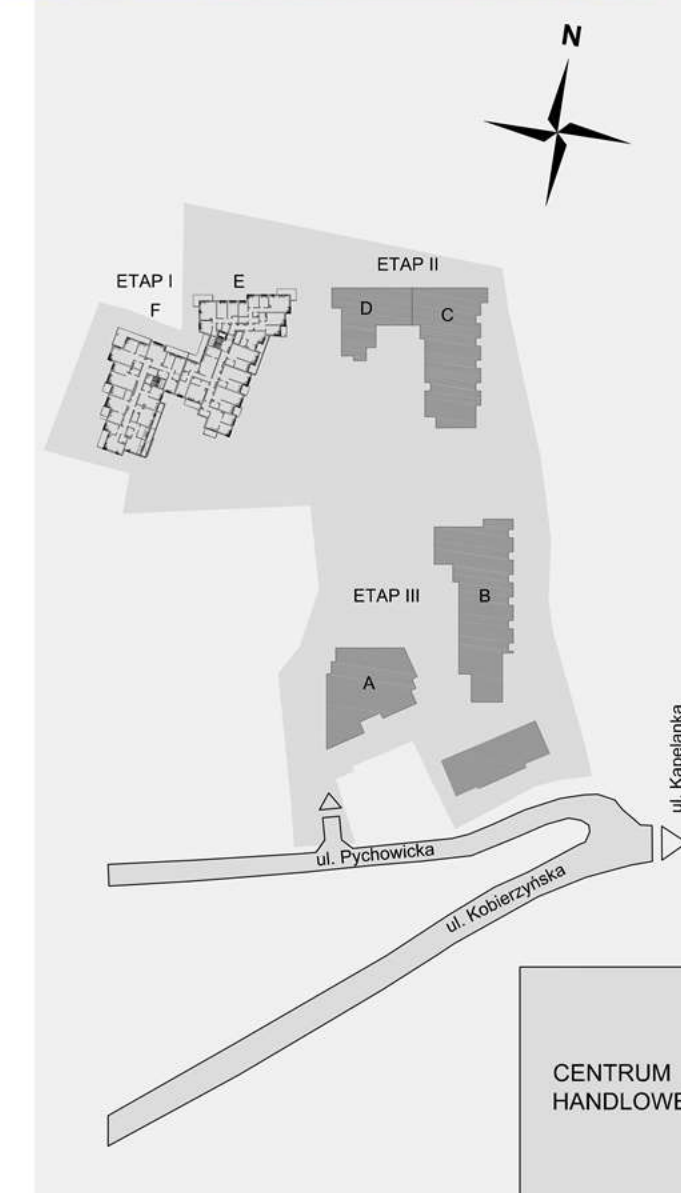 N
ETAP II
ETAP I
E
F
D
C
ETAP III
B
A
ul. Kapelanka
ul. Pychowicka
ul. Kobierzyńska
CENTRUM
HANDLOWE